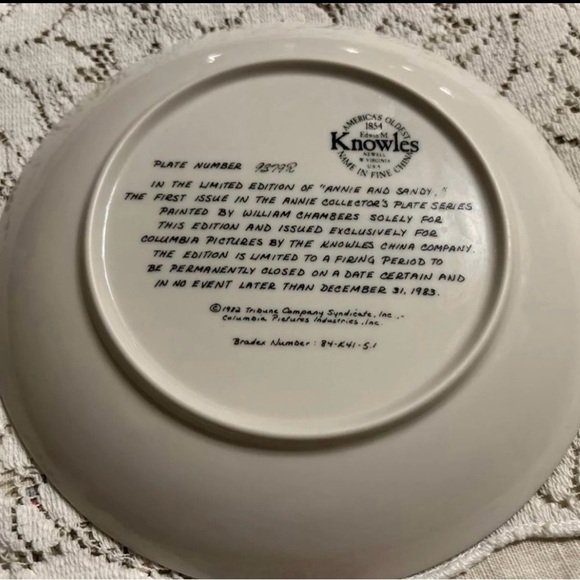 AMERICA'S OLDEST
1854
Edwin M.
Knowles
NEWELL
W. VIRGINIA
U.S.A.
NAME IN FINE CHINA
PLATE NUMBER
IN THE LIMITED EDITION OF "ANNIE AND SANDY,"
THE FIRST ISSUE IN THE ANNIE COLLECTOR'S PLATE SERIES
PAINTED BY WILLIAM CHAMBERS SOLELY FOR
THIS EDITION AND ISSUED EXCLUSIVELY FOR
COLUMBIA PICTURES BY THE KNOWLES CHINA COMPANY.
THE EDITION IS LIMITED TO A FIRING PERIOD TO
BE PERMANENTLY CLOSED ON A DATE CERTAIN AND
IN NO EVENT LATER THAN DECEMBER 31, 1983.
©1982 Tribune Company Syndicate, Inc.,-
Columbia Pictures Industries, Inc.
Bradex Number: 84-K41-5.1